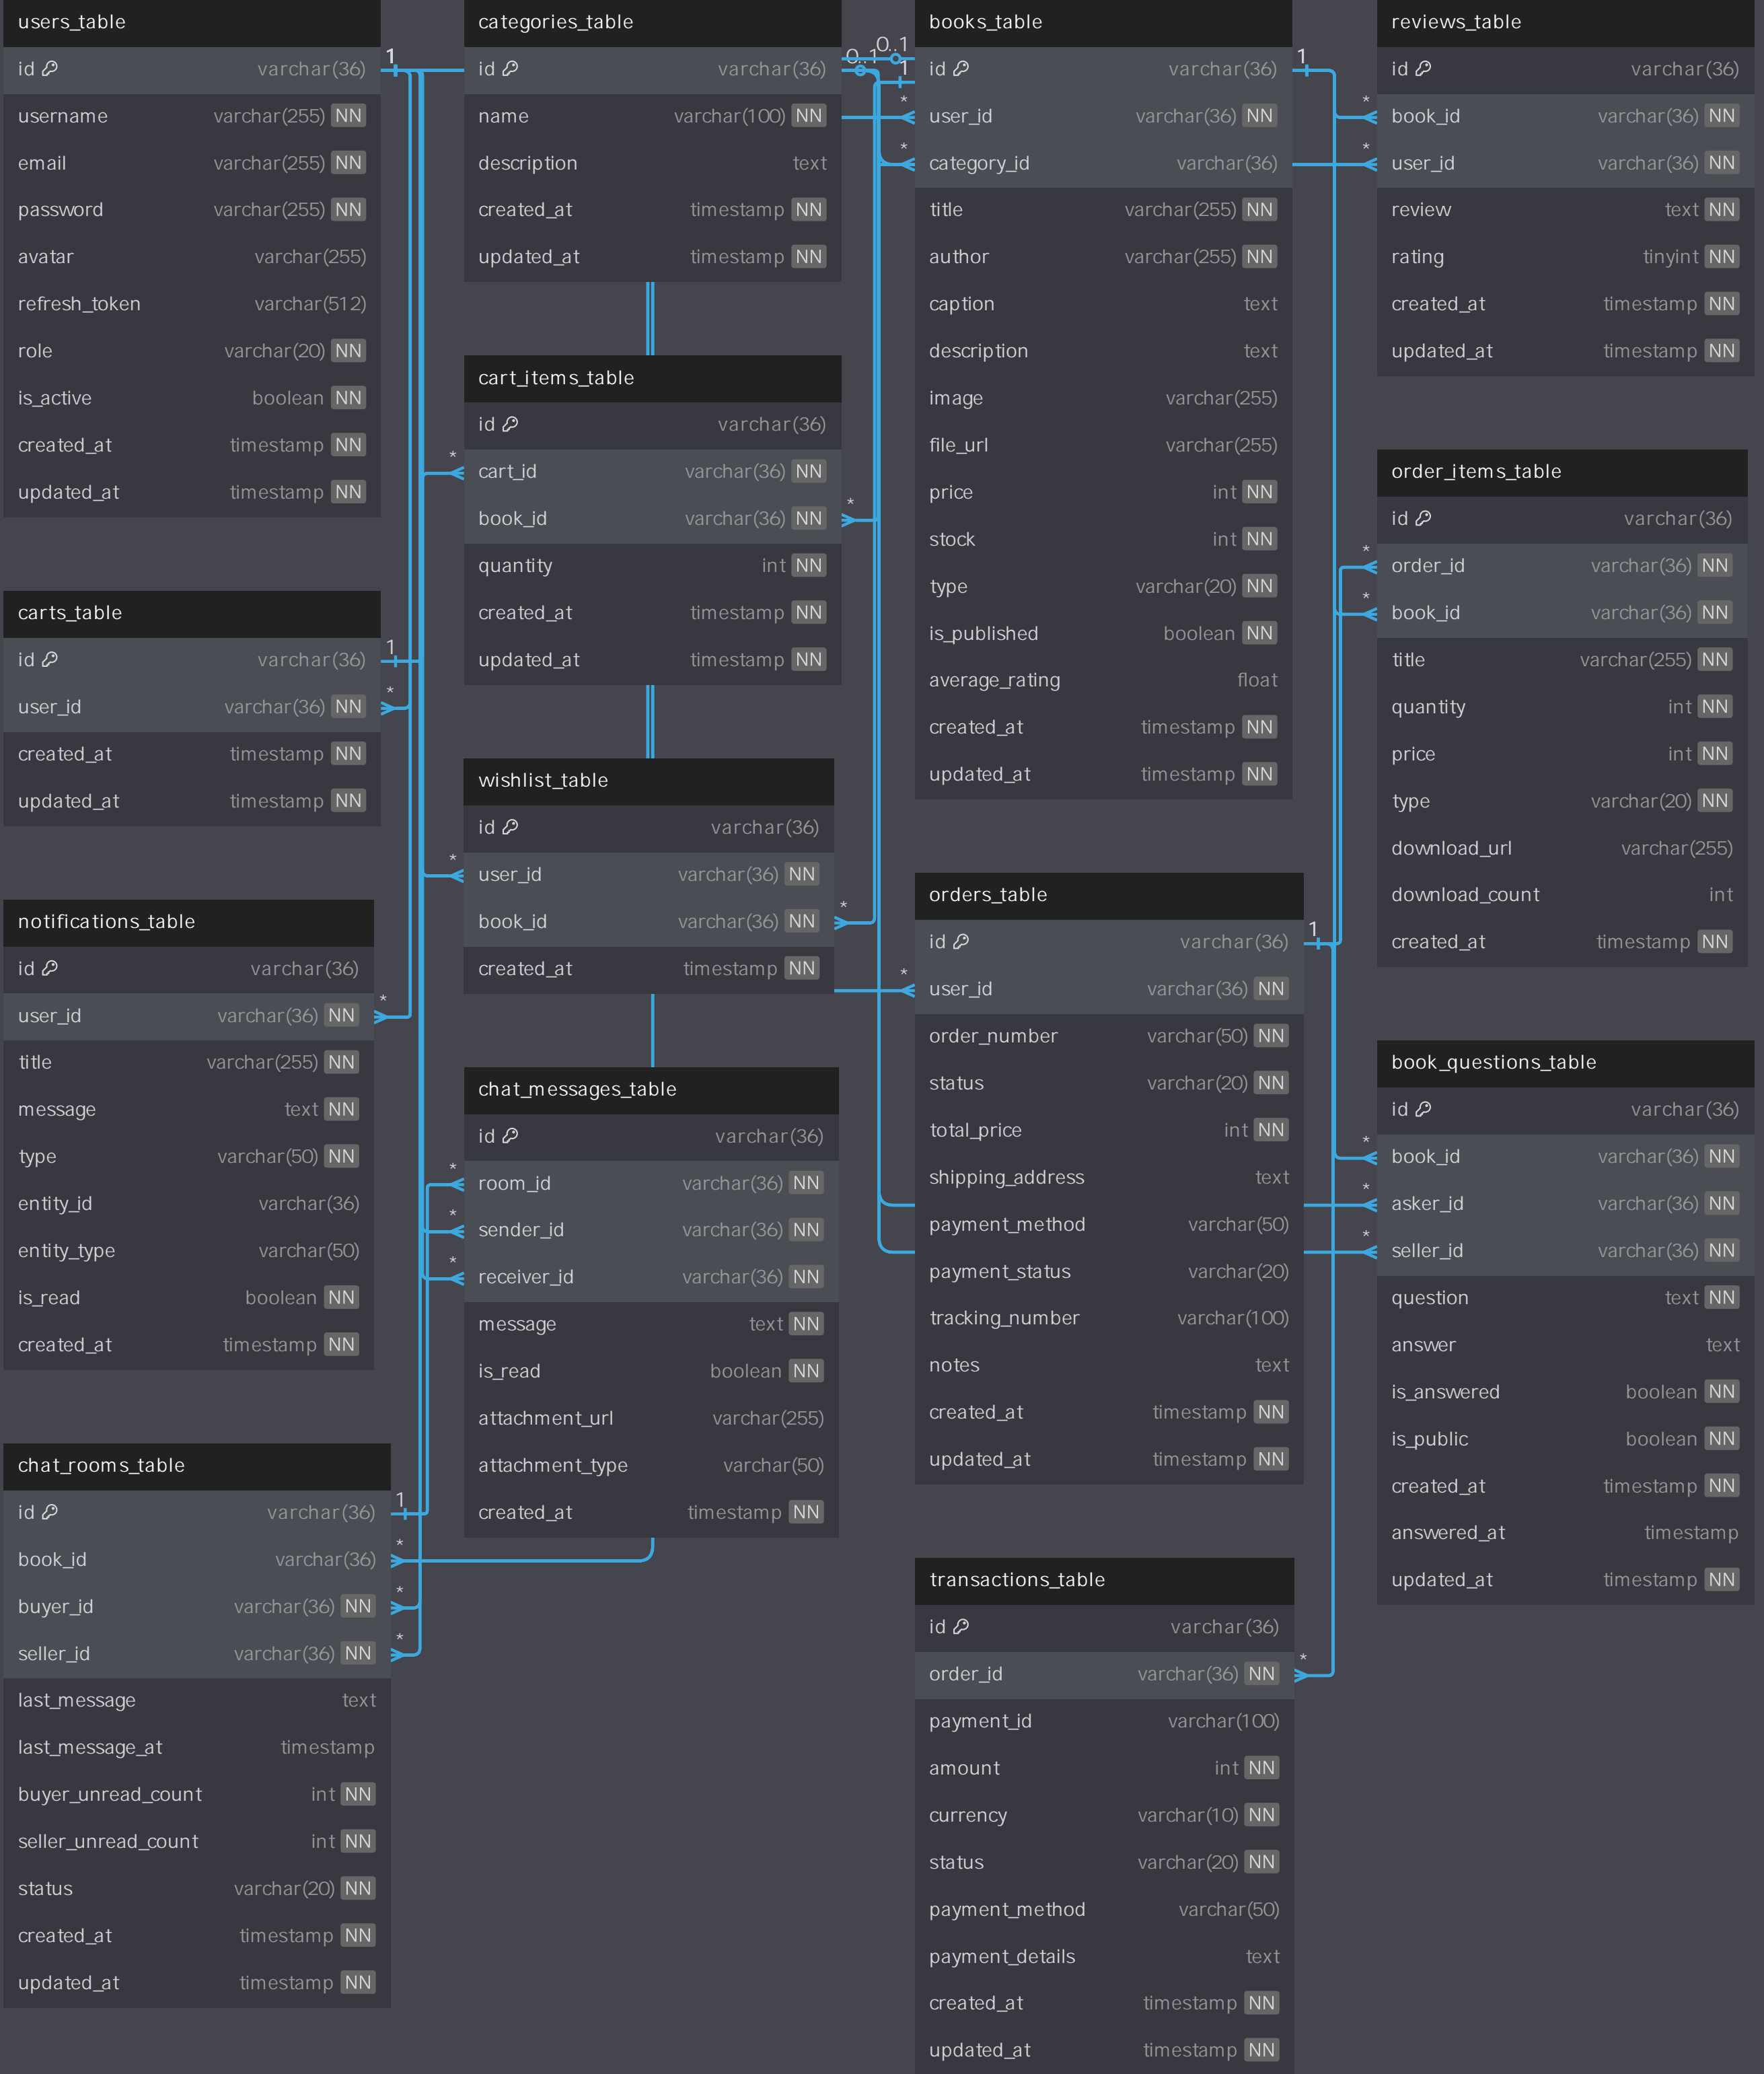 users_table
id varchar(36)
username varchar(255) NN
email varchar(255) NN
password varchar(255) NN
avatar varchar(255)
refresh_token varchar(512)
role varchar(20) NN
is_active boolean NN
created_at timestamp NN
updated_at timestamp NN
1
carts_table
id varchar(36)
user_id varchar(36) NN
created_at timestamp NN
updated_at timestamp NN
1
*
notifications_table
id varchar(36)
user_id varchar(36) NN
title varchar(255) NN
message text NN
type varchar(50) NN
entity_id varchar(36)
entity_type varchar(50)
is_read boolean NN
created_at timestamp NN
*
chat_rooms_table
id varchar(36)
book_id varchar(36)
buyer_id varchar(36) NN
seller_id varchar(36) NN
last_message text
last_message_at timestamp
buyer_unread_count int NN
seller_unread_count int NN
status varchar(20) NN
created_at timestamp NN
updated_at timestamp NN
1
*
*
*
categories_table
id varchar(36)
name varchar(100) NN
description text
created_at timestamp NN
updated_at timestamp NN
0..1
0..1
1
*
*
cart_items_table
id varchar(36)
cart_id varchar(36) NN
book_id varchar(36) NN
quantity int NN
created_at timestamp NN
updated_at timestamp NN
*
*
wishlist_table
id varchar(36)
user_id varchar(36) NN
book_id varchar(36) NN
created_at timestamp NN
*
*
chat_messages_table
id varchar(36)
room_id varchar(36) NN
sender_id varchar(36) NN
receiver_id varchar(36) NN
message text NN
is_read boolean NN
attachment_url varchar(255)
attachment_type varchar(50)
created_at timestamp NN
*
*
*
books_table
id varchar(36)
user_id varchar(36) NN
category_id varchar(36)
title varchar(255) NN
author varchar(255) NN
caption text
description text
image varchar(255)
file_url varchar(255)
price int NN
stock int NN
type varchar(20) NN
is_published boolean NN
average_rating float
created_at timestamp NN
updated_at timestamp NN
1
orders_table
id varchar(36)
user_id varchar(36) NN
order_number varchar(50) NN
status varchar(20) NN
total_price int NN
shipping_address text
payment_method varchar(50)
payment_status varchar(20)
tracking_number varchar(100)
notes text
created_at timestamp NN
updated_at timestamp NN
1
*
transactions_table
id varchar(36)
order_id varchar(36) NN
payment_id varchar(100)
amount int NN
currency varchar(10) NN
status varchar(20) NN
payment_method varchar(50)
payment_details text
created_at timestamp NN
updated_at timestamp NN
*
reviews_table
id varchar(36)
book_id varchar(36) NN
user_id varchar(36) NN
review text NN
rating tinyint NN
created_at timestamp NN
updated_at timestamp NN
*
*
order_items_table
id varchar(36)
order_id varchar(36) NN
book_id varchar(36) NN
title varchar(255) NN
quantity int NN
price int NN
type varchar(20) NN
download_url varchar(255)
download_count int
created_at timestamp NN
*
*
book_questions_table
id varchar(36)
book_id varchar(36) NN
asker_id varchar(36) NN
seller_id varchar(36) NN
question text NN
answer text
is_answered boolean NN
is_public boolean NN
created_at timestamp NN
answered_at timestamp
updated_at timestamp NN
*
*
*